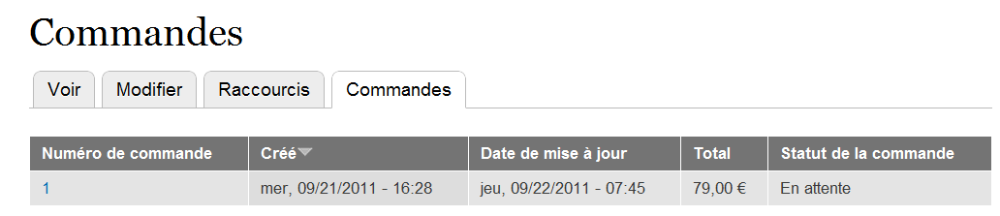 Commandes
Voir Modifier Raccourcis Commandes
Numéro de commande Créé Date de mise à jour Total Statut de la commande
1 mer, 09/21/2011 - 16:28 jeu, 09/22/2011 - 07:45 79,00 € En attente